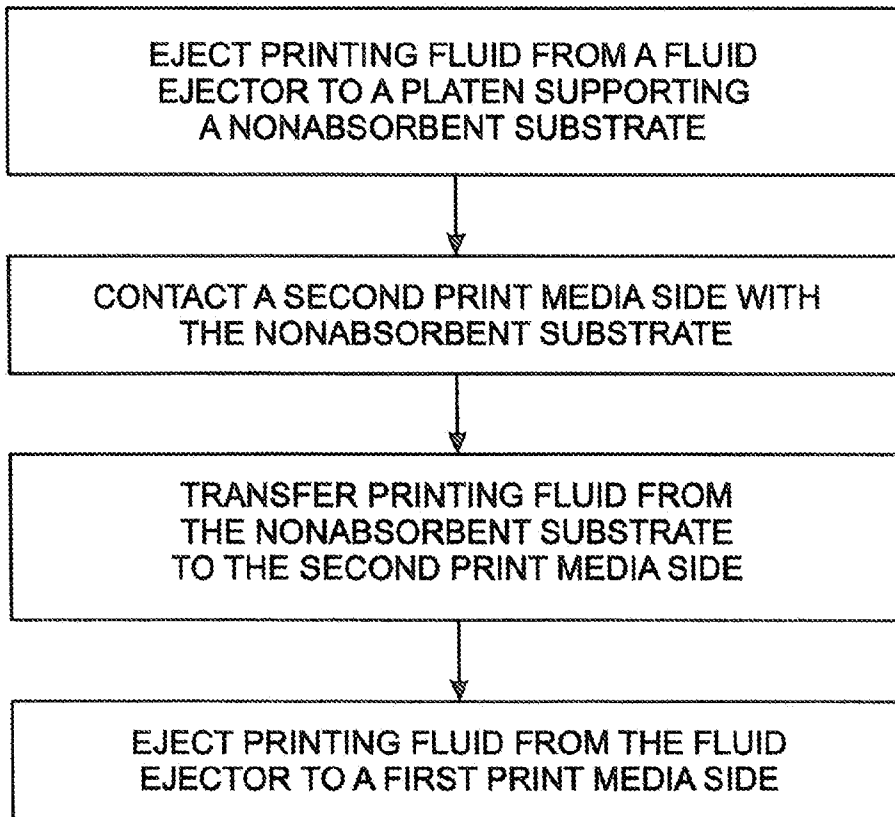 EJECT PRINTING FLUID FROM A FLUID
EJECTOR TO A PLATEN SUPPORTING
A NONABSORBENT SUBSTRATE
CONTACT A SECOND PRINT MEDIA SIDE WITH
THE NONABSORBENT SUBSTRATE
TRANSFER PRINTING FLUID FROM
THE NONABSORBENT SUBSTRATE
TO THE SECOND PRINT MEDIA SIDE
EJECT PRINTING FLUID FROM THE FLUID
EJECTOR TO A FIRST PRINT MEDIA SIDE